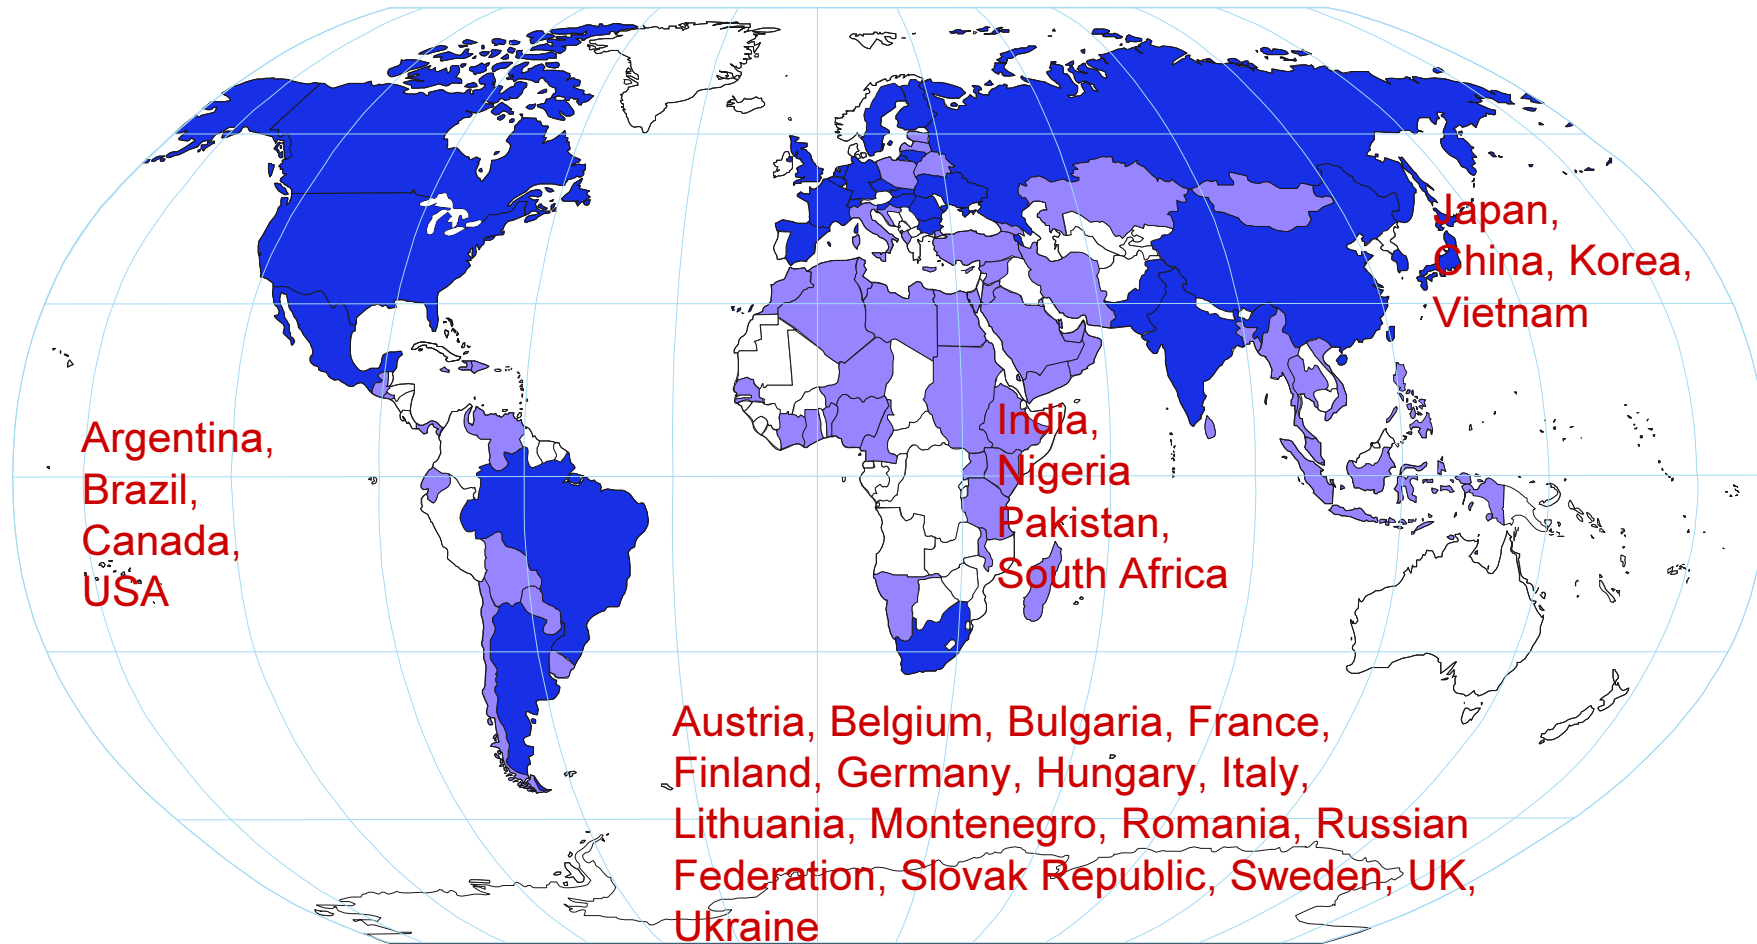 Japan,
China, Korea,
Vietnam
Argentina,
Brazil,
Canada,
USA
India,
Nigeria
Pakistan,
South Africa
Austria, Belgium, Bulgaria, France,
Finland, Germany, Hungary, Italy,
Lithuania, Montenegro, Romania, Russian
Federation, Slovak Republic, Sweden, UK,
Ukraine